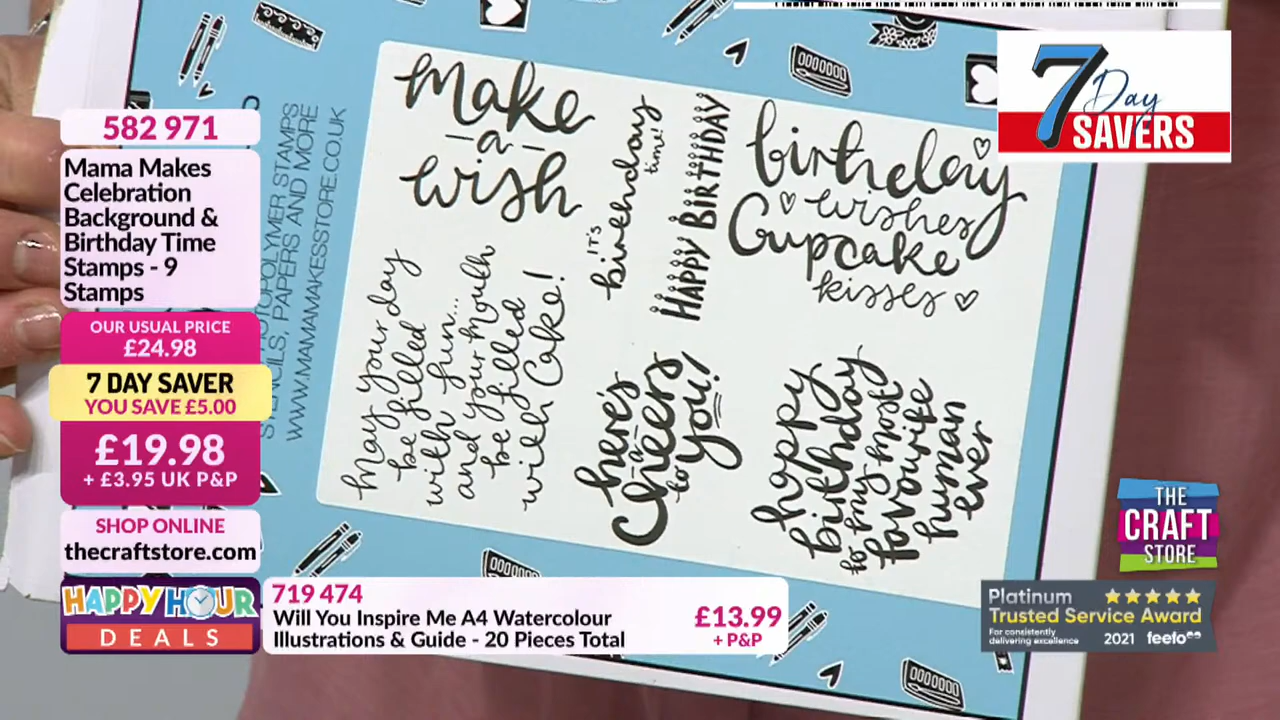 582 971
Mama Makes
Celebration
Background &
Birthday Time
Stamps - 9
Stamps
OUR USUAL PRICE
£24.98
7 DAY SAVER
YOU SAVE £5.00
£19.98
+ £3.95 UK P&P
SHOP ONLINE
thecraftstore.com
HAPPY HOUR
DEALS
719 474
Will You Inspire Me A4 Watercolour
Illustrations & Guide - 20 Pieces Total
£13.99
+ P&P
STAMPS
STENCILS, PAPERS AND MORE
WWW.MAMAMAKESSTORE.CO.UK
Make
-a-
wish
IT'S
birthday
time!
HAPPY BIRTHDAY
birthday
wishes
Cupcake
kisses
may your day
be filled
with fun...
and your mouth
be filled
with Cake!
here's
-a-
Cheers
to
you!
happy
birthday
to my most
favourite
human
ever
7 Day
SAVERS
THE
CRAFT
STORE
Platinum
Trusted Service Award
For consistently
delivering excellence
2021 feefo